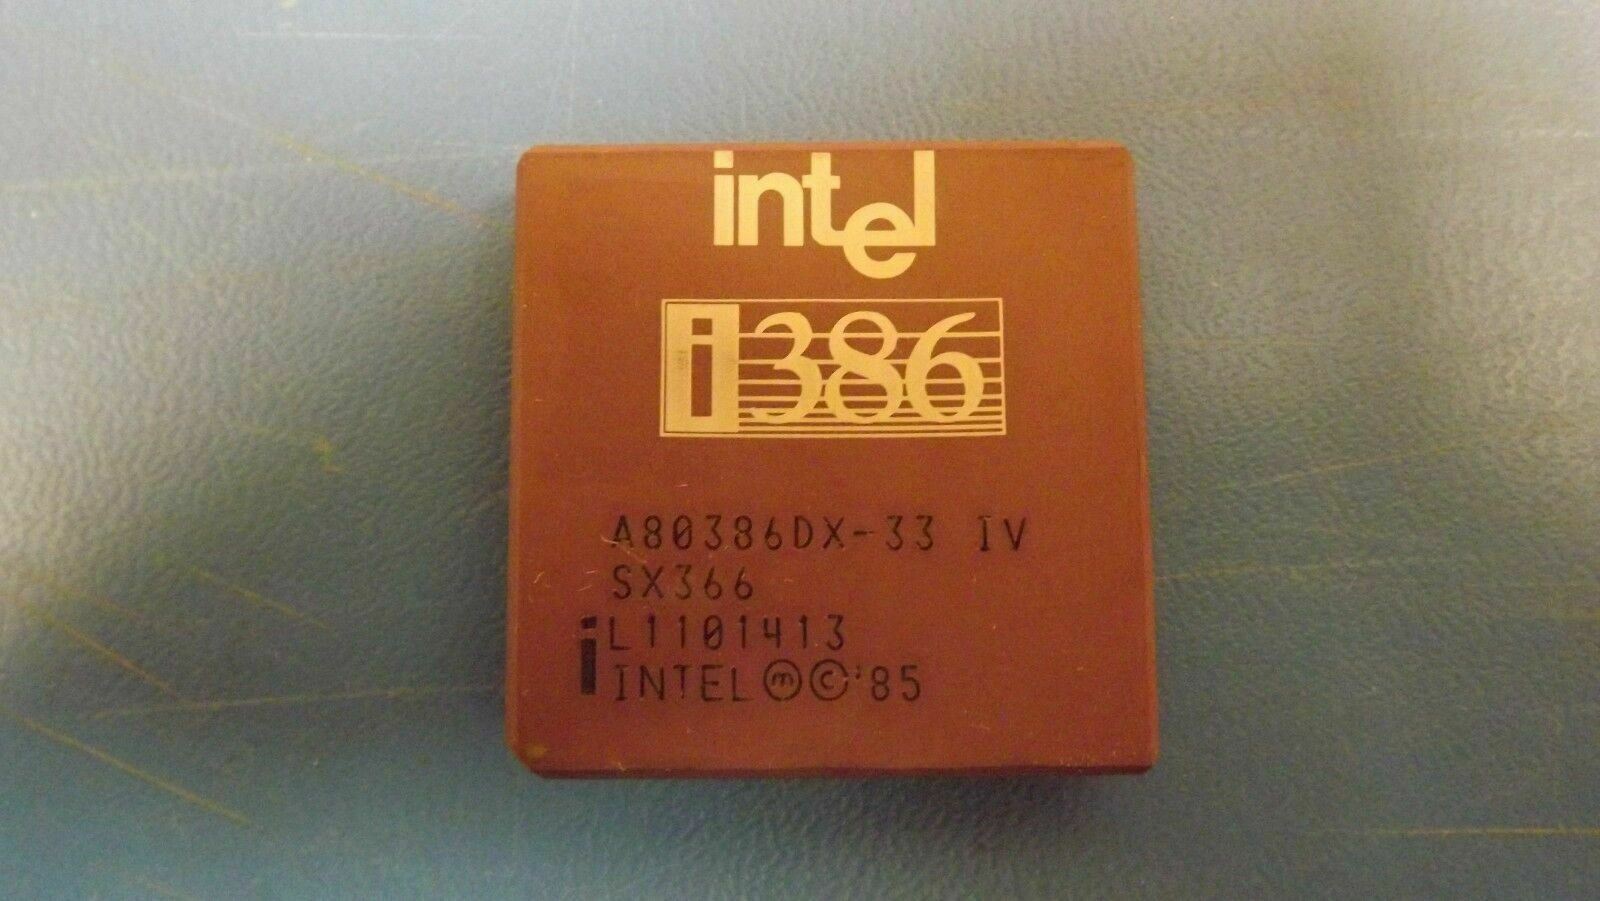 intel
i386
A80386DX-33 IV
SX366
i L1101413
INTEL ⓜ © '85